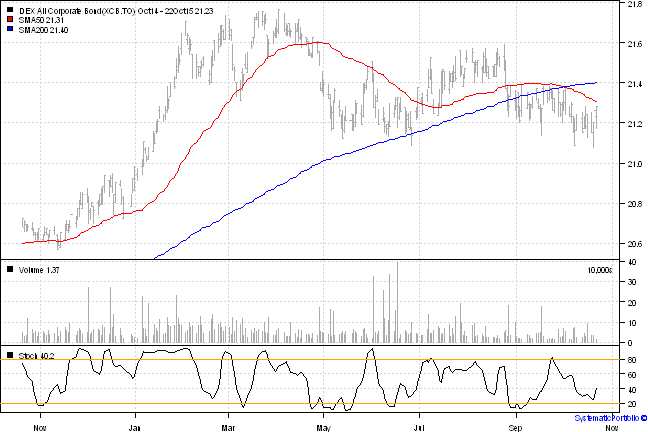 DEX All Corporate Bond(XCB.TO) Oct14 - 22Oct15 21.23
SMA50 21.31
SMA200 21.40
21.8
21.6
21.4
21.2
21.0
20.8
20.6
Volume 1.37
10,000s
40
30
20
10
0
Stoch 40.2
80
60
40
20
Nov
Jan
Mar
May
Jul
Sep
Nov
SystematicPortfolio ©